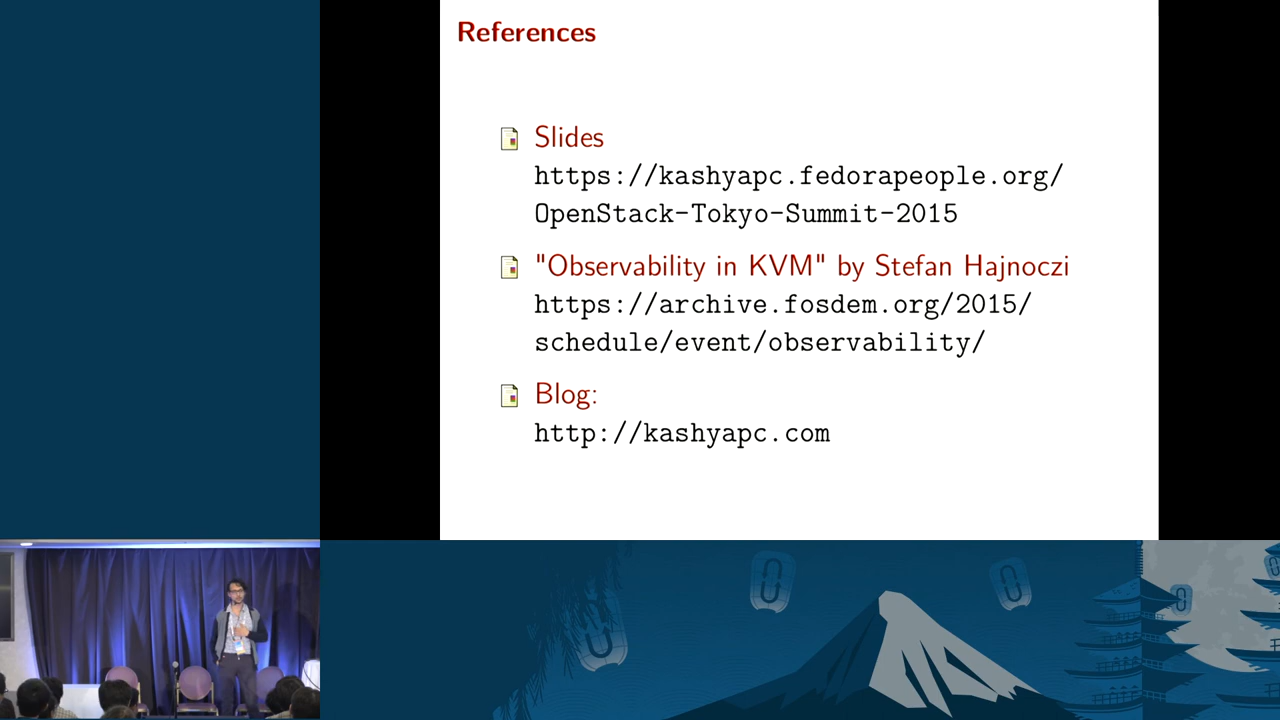 References
Slides
https://kashyapc.fedorapeople.org/
OpenStack-Tokyo-Summit-2015
"Observability in KVM" by Stefan Hajnoczi
https://archive.fosdem.org/2015/
schedule/event/observability/
Blog:
http://kashyapc.com